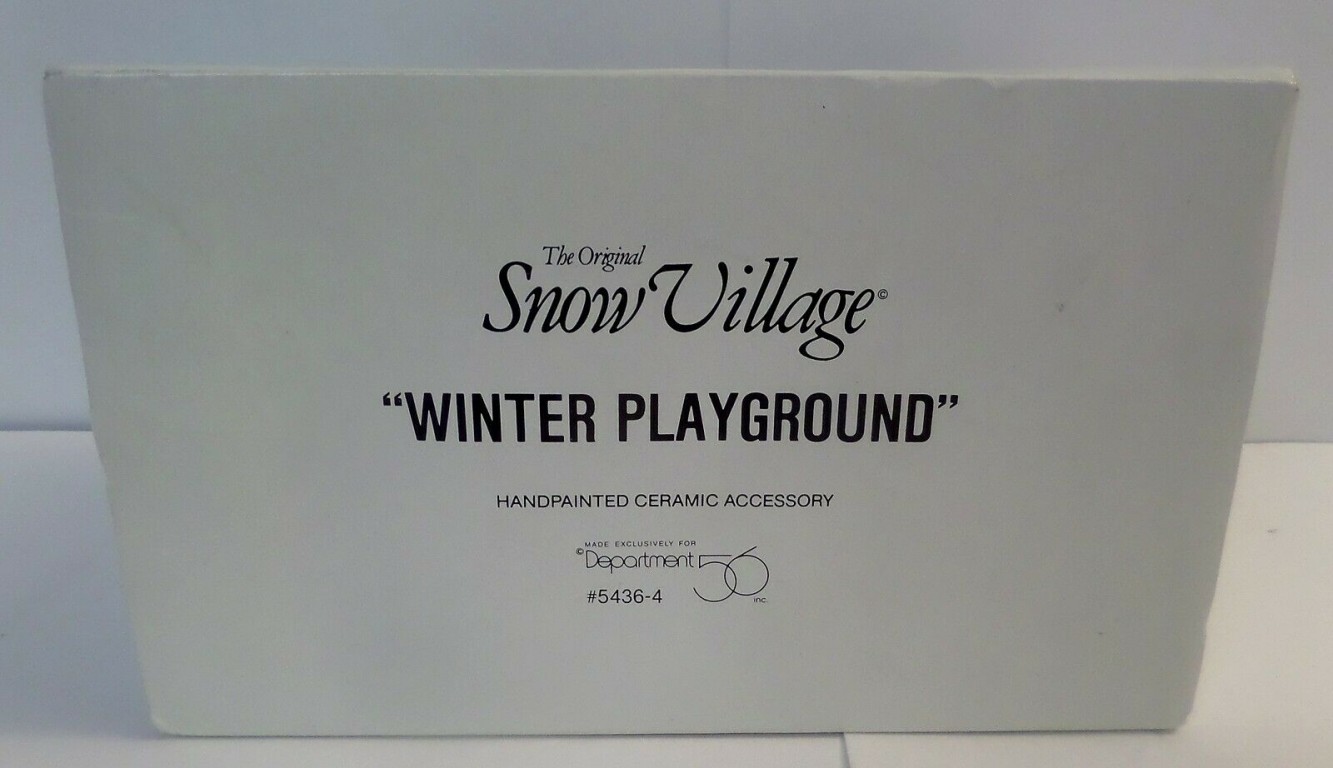 The Original
Snow Village©
“WINTER PLAYGROUND”
HANDPAINTED CERAMIC ACCESSORY
MADE EXCLUSIVELY FOR
©Department 56 inc.
#5436-4